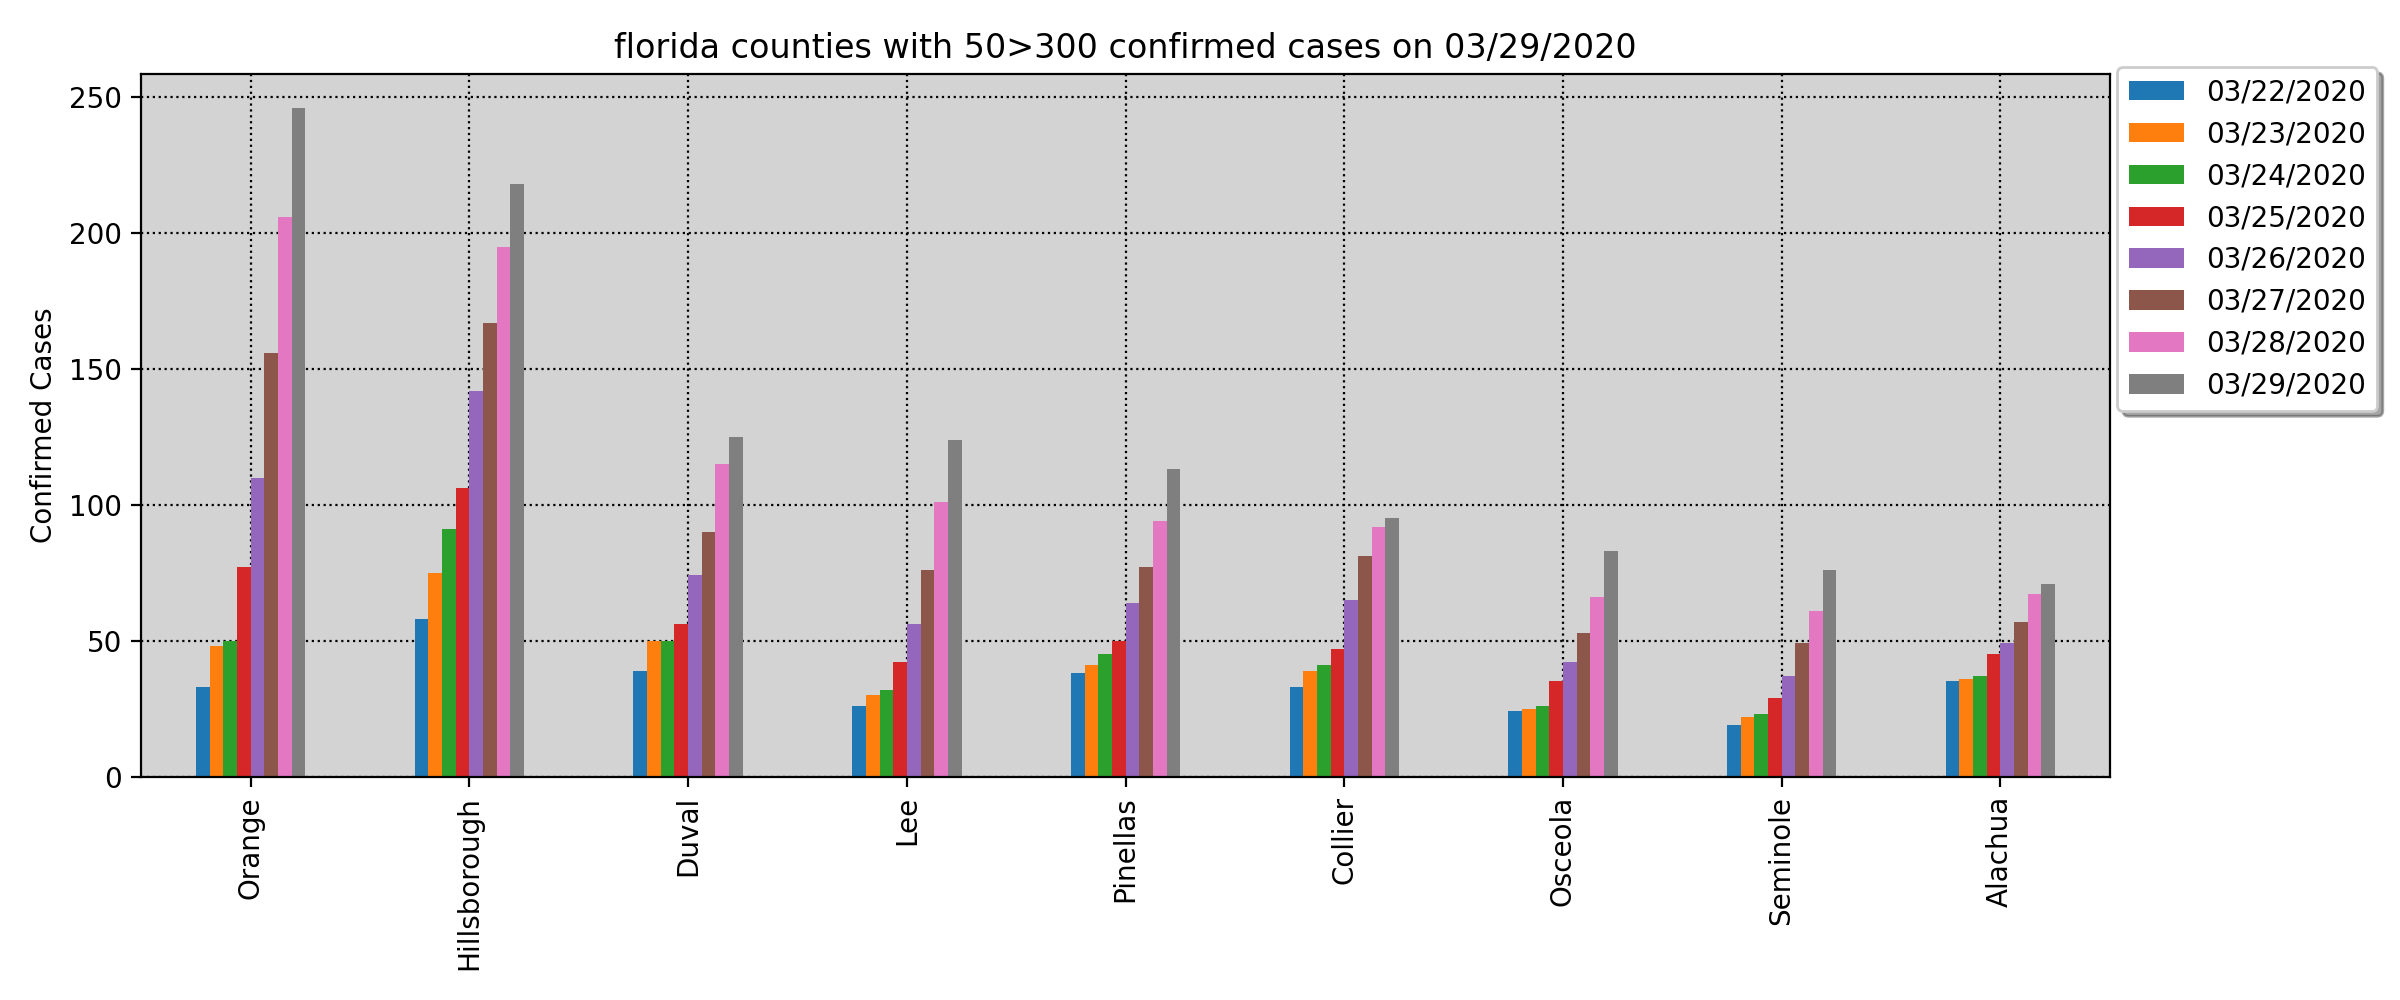 florida counties with 50>300 confirmed cases on 03/29/2020
Confirmed Cases
250
200
150
100
50
0
Orange
Hillsborough
Duval
Lee
Pinellas
Collier
Osceola
Seminole
Alachua
03/22/2020
03/23/2020
03/24/2020
03/25/2020
03/26/2020
03/27/2020
03/28/2020
03/29/2020